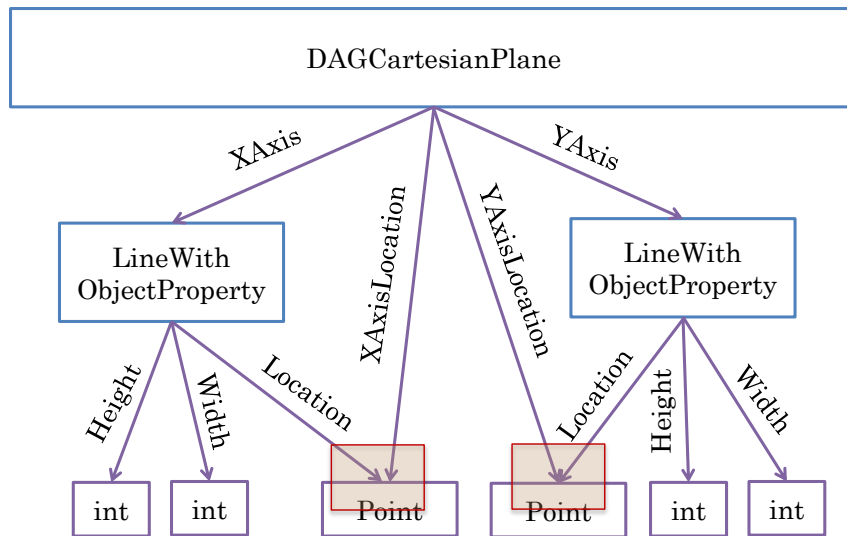 DAGCartesianPlane
XAxis
YAxis
XAxisLocation
YAxisLocation
LineWith
ObjectProperty
LineWith
ObjectProperty
Height
Width
Location
Location
Height
Width
int
int
Point
Point
int
int